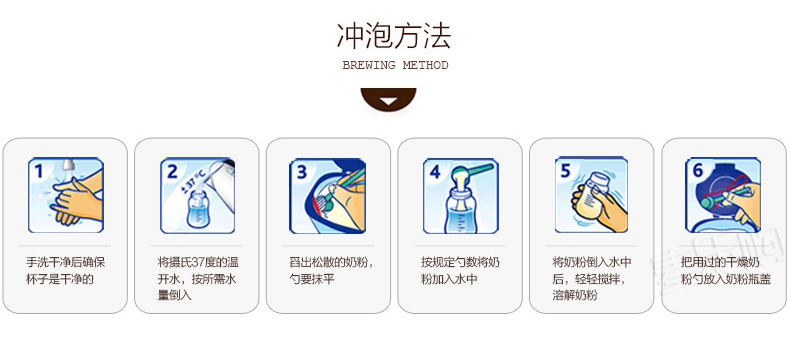 冲泡方法
BREWING METHOD
1
手洗干净后确保
杯子是干净的
2
±37°C
将摄氏37度的温
开水，按所需水
量倒入
3
舀出松散的奶粉，
勺要抹平
4
按规定勺数将奶
粉加入水中
5
将奶粉倒入水中
后，轻轻搅拌，
溶解奶粉
6
把用过的干燥奶
粉勺放入奶粉瓶盖